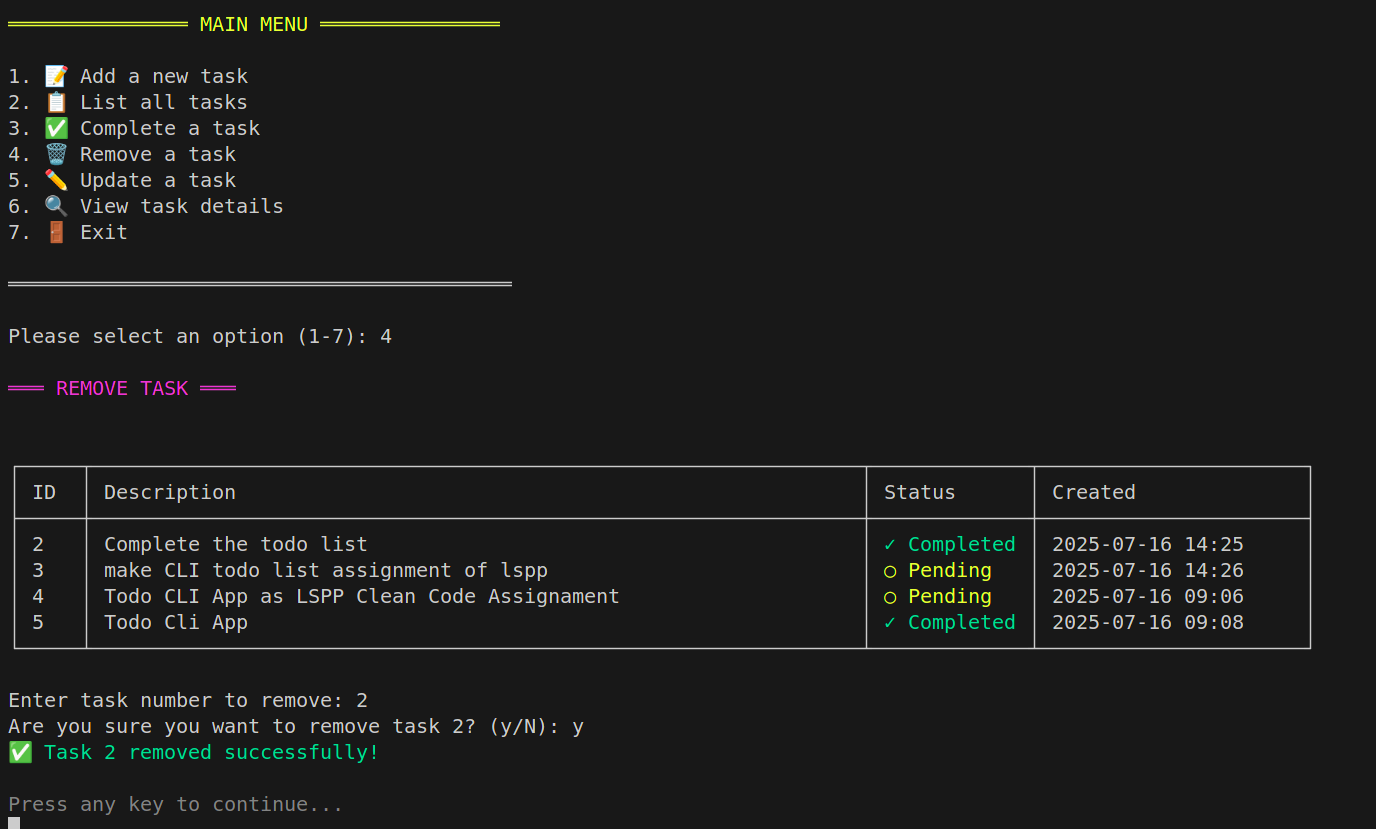 ═══════════════ MAIN MENU ═══════════════
1. 📝 Add a new task
2. 📋 List all tasks
3. ✅ Complete a task
4. 🗑️ Remove a task
5. ✏️ Update a task
6. 🔍 View task details
7. 🚪 Exit
Please select an option (1-7): 4
═══ REMOVE TASK ═══
ID Description Status Created
2 Complete the todo list ✓ Completed 2025-07-16 14:25
3 make CLI todo list assignment of lspp ○ Pending 2025-07-16 14:26
4 Todo CLI App as LSPP Clean Code Assignament ○ Pending 2025-07-16 09:06
5 Todo Cli App ✓ Completed 2025-07-16 09:08
Enter task number to remove: 2
Are you sure you want to remove task 2? (y/N): y
✅ Task 2 removed successfully!
Press any key to continue...